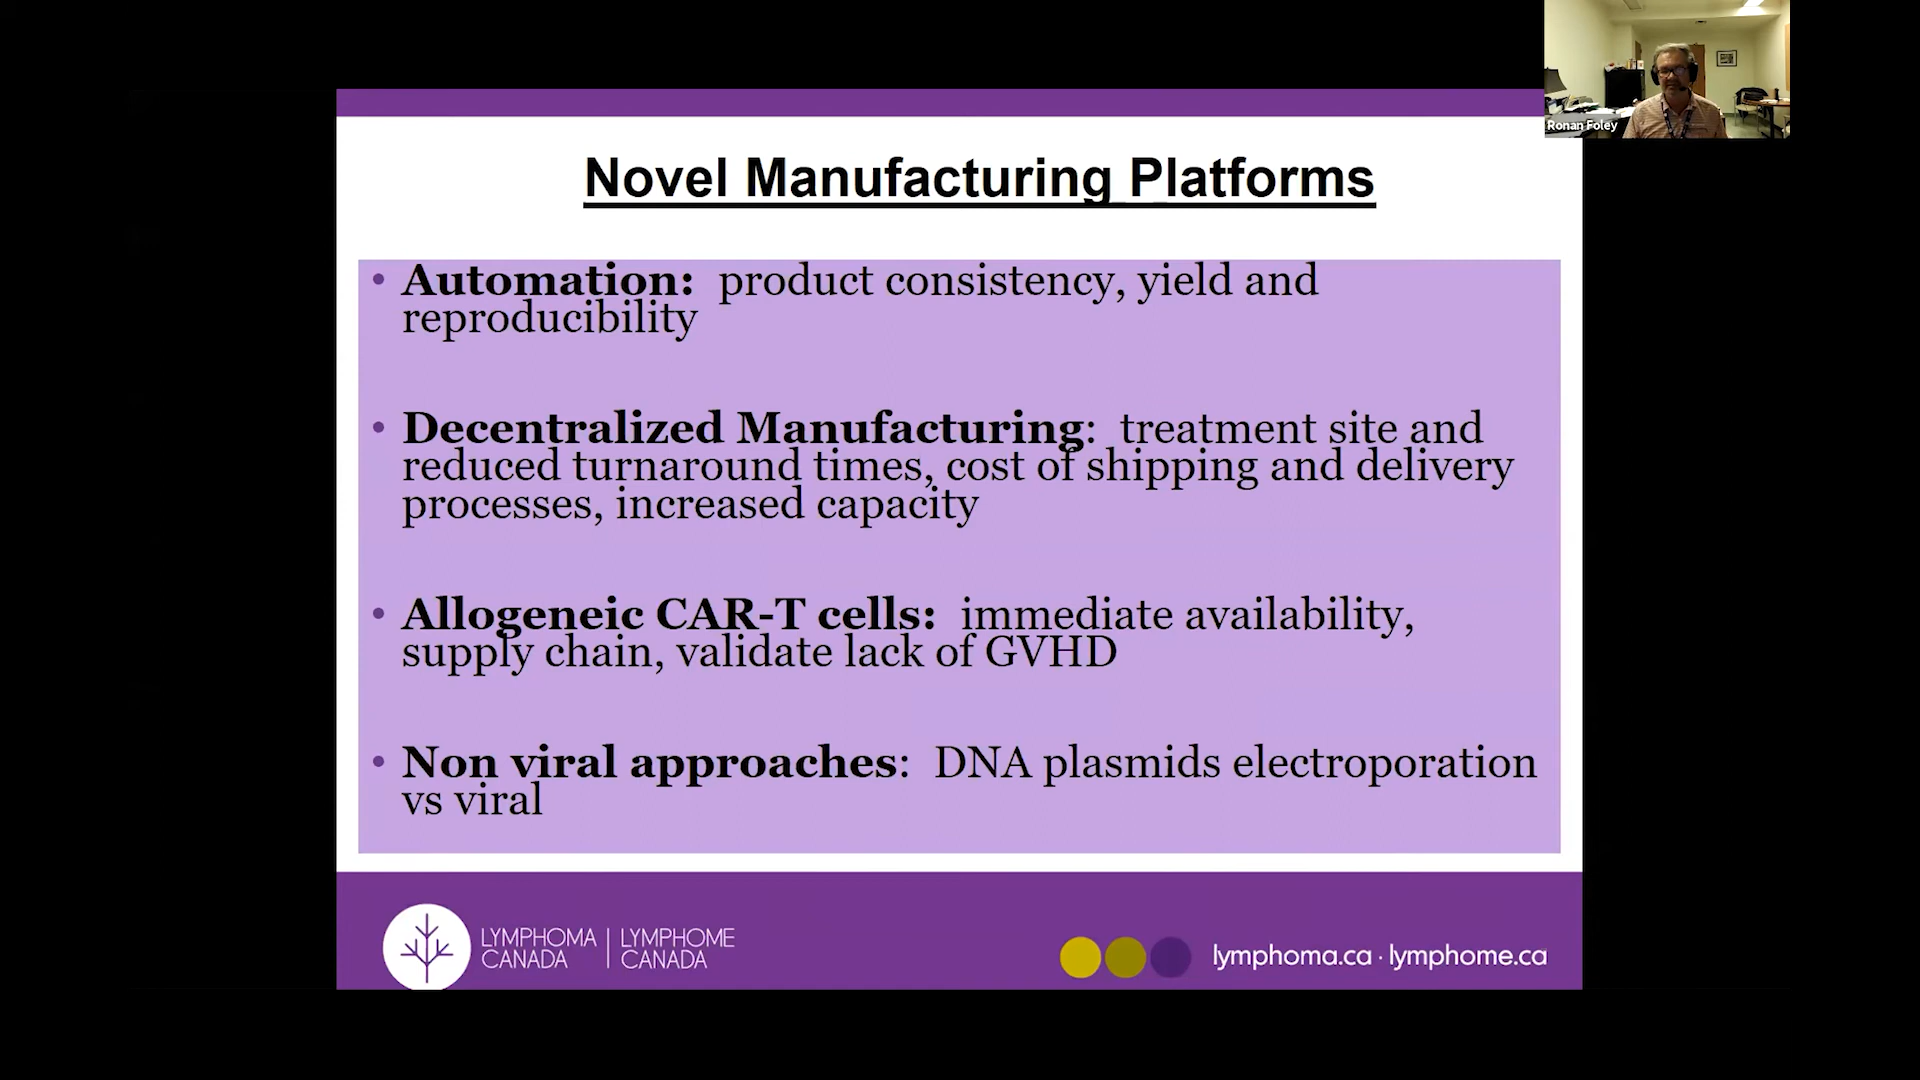 Ronan Foley
Novel Manufacturing Platforms
• Automation: product consistency, yield and
reproducibility
• Decentralized Manufacturing: treatment site and
reduced turnaround times, cost of shipping and delivery
processes, increased capacity
• Allogeneic CAR-T cells: immediate availability,
supply chain, validate lack of GVHD
• Non viral approaches: DNA plasmids electroporation
vs viral
LYMPHOMA CANADA | LYMPHOME CANADA
lymphoma.ca · lymphome.ca